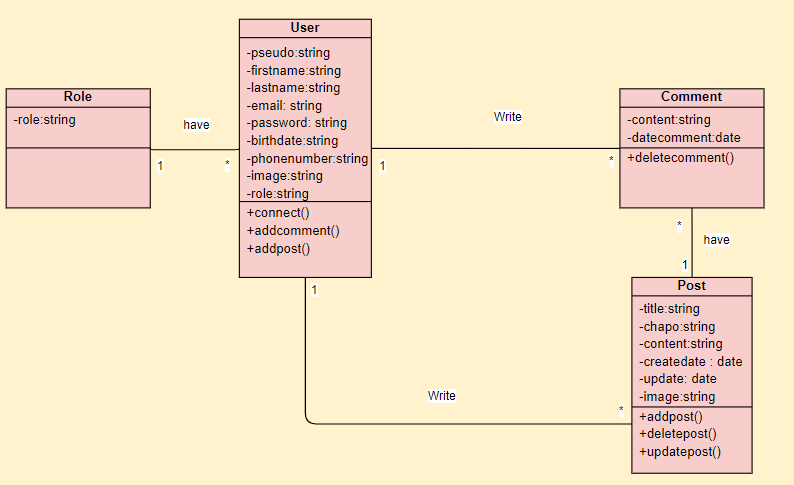 User
-pseudo:string
-firstname:string
-lastname:string
-email: string
-password: string
-birthdate:string
-phonenumber:string
-image:string
-role:string
+connect()
+addcomment()
+addpost()
Role
-role:string
have
1
*
Write
1
*
Comment
-content:string
-datecomment:date
+deletecomment()
*
have
1
Post
-title:string
-chapo:string
-content:string
-createdate : date
-update: date
-image:string
+addpost()
+deletepost()
+updatepost()
1
Write
*